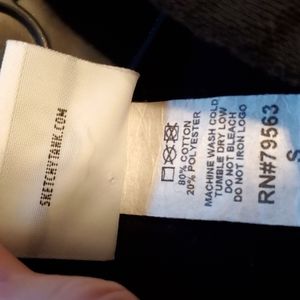 SKETCHYTANK.COM
80% COTTON
20% POLYESTER
MACHINE WASH COLD
TUMBLE DRY LOW
DO NOT BLEACH
DO NOT IRON LOGO
RN#79563
S